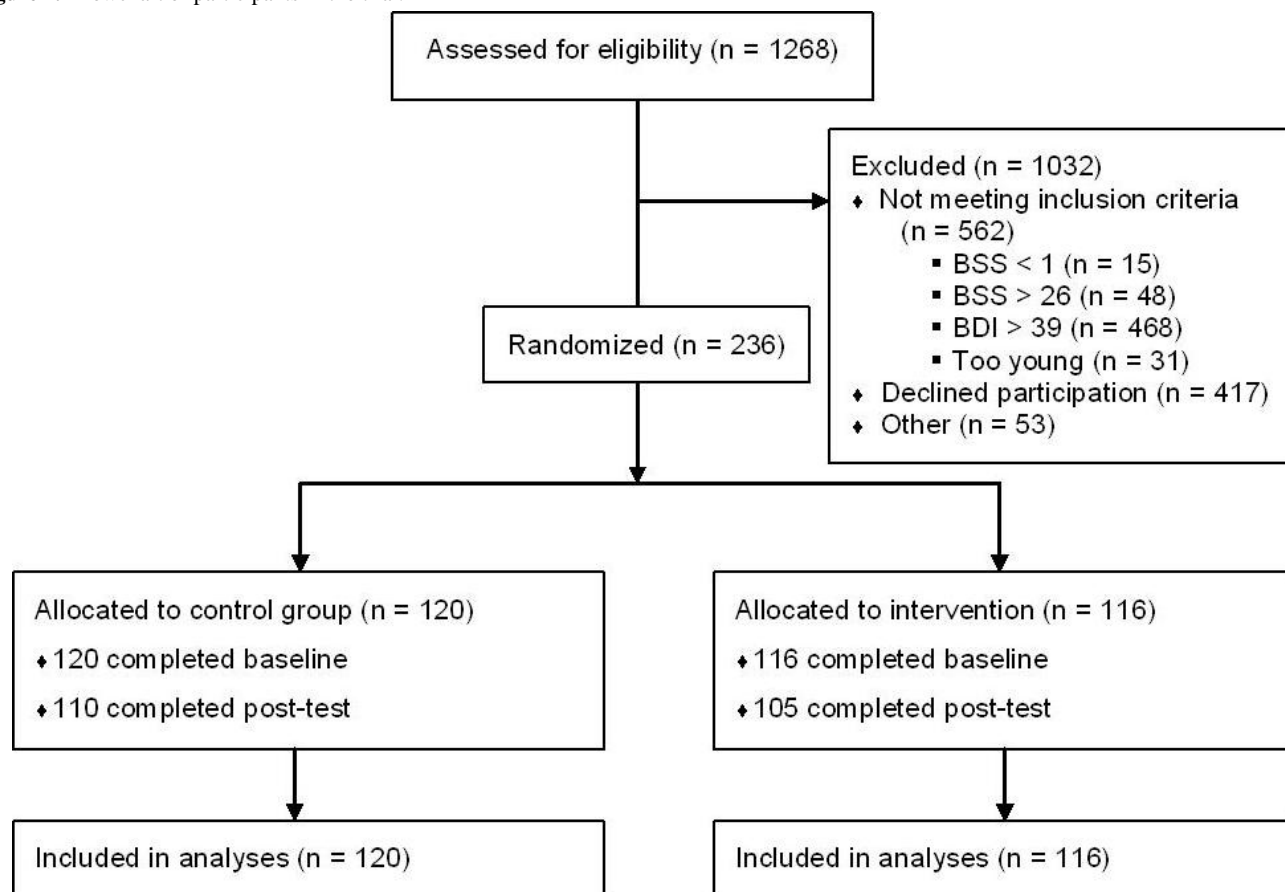 Assessed for eligibility (n = 1268)
Excluded (n = 1032)
♦ Not meeting inclusion criteria
(n = 562)
▪ BSS < 1 (n = 15)
▪ BSS > 26 (n = 48)
▪ BDI > 39 (n = 468)
▪ Too young (n = 31)
♦ Declined participation (n = 417)
♦ Other (n = 53)
Randomized (n = 236)
Allocated to control group (n = 120)
♦120 completed baseline
♦110 completed post-test
Allocated to intervention (n = 116)
♦116 completed baseline
♦105 completed post-test
Included in analyses (n = 120)
Included in analyses (n = 116)